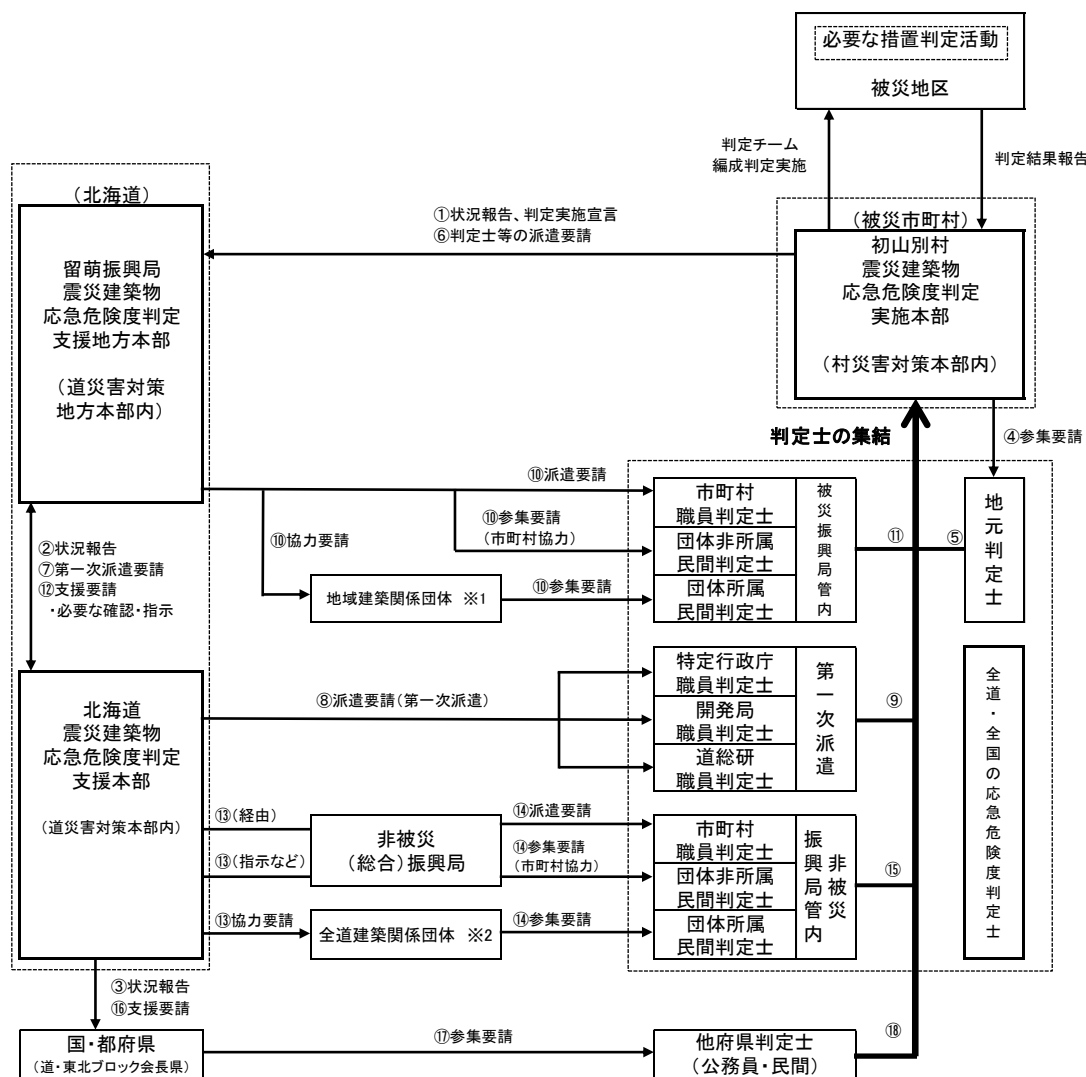 必要な措置判定活動
被災地区
判定チーム
編成判定実施
判定結果報告
（北海道）
留萌振興局
震災建築物
応急危険度判定
支援地方本部
（道災害対策
地方本部内）
①状況報告、判定実施宣言
⑥判定士等の派遣要請
（被災市町村）
初山別村
震災建築物
応急危険度判定
実施本部
（村災害対策本部内）
判定士の集結
④参集要請
⑩派遣要請
⑩参集要請
（市町村協力）
⑩協力要請
地域建築関係団体　※1
⑩参集要請
市町村
職員判定士
団体非所属
民間判定士
団体所属
民間判定士
被災振興局管内
⑪
⑤
地元判定士
②状況報告
⑦第一次派遣要請
⑫支援要請
・必要な確認・指示
北海道
震災建築物
応急危険度判定
支援本部
（道災害対策本部内）
⑧派遣要請（第一次派遣）
特定行政庁
職員判定士
開発局
職員判定士
道総研
職員判定士
第一次派遣
⑨
全道・全国の応急危険度判定士
⑬（経由）
⑬（指示など）
非被災
（総合）振興局
⑭派遣要請
⑭参集要請
（市町村協力）
⑬協力要請
全道建築関係団体　※2
⑭参集要請
市町村
職員判定士
団体非所属
民間判定士
団体所属
民間判定士
非被災
振興局管内
⑮
③状況報告
⑯支援要請
国・都府県
（道・東北ブロック会長県）
⑰参集要請
他府県判定士
（公務員・民間）
⑱